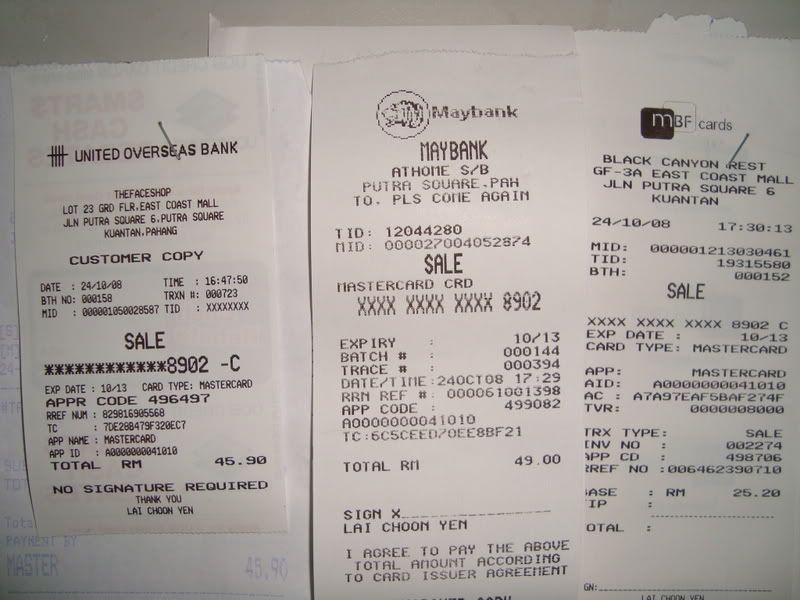 UNITED OVERSEAS BANK
THEFACESHOP
LOT 23 GRD FLR,EAST COAST MALL
JLN PUTRA SQUARE 6,PUTRA SQUARE
KUANTAN,PAHANG
CUSTOMER COPY
DATE : 24/10/08 TIME : 16:47:50
BTH NO: 000158 TRXN #: 000723
MID : 000001050028587 TID : XXXXXXXX
SALE
************8902 -C
EXP DATE : 10/13 CARD TYPE: MASTERCARD
APPR CODE 496497
RREF NUM : 829816905568
TC : 7DE28B479F320EC7
APP NAME : MASTERCARD
APP ID : A0000000041010
TOTAL RM 45.90
NO SIGNATURE REQUIRED
THANK YOU
LAI CHOON YEN
SMARTS
CASH
Tota
PAYMENT BY
MASTER 45.90
Maybank
MAYBANK
ATHOME S/B
PUTRA SQUARE,PAH
TO, PLS COME AGAIN
TID: 12044280
MID: 000027004052874
SALE
MASTERCARD CRD
XXXX XXXX XXXX 8902
EXPIRY : 10/13
BATCH # : 000144
TRACE # : 000394
DATE/TIME:24OCT08 17:29
RRN REF #: 000061001398
APP CODE : 499082
A0000000041010
TC:6C5CEED70EE8BF21
TOTAL RM 49.00
SIGN X
LAI CHOON YEN
I AGREE TO PAY THE ABOVE
TOTAL AMOUNT ACCORDING
TO CARD ISSUER AGREEMENT
mBF cards
BLACK CANYON REST
GF-3A EAST COAST MALL
JLN PUTRA SQUARE 6
KUANTAN
24/10/08 17:30:13
MID: 000001213030461
TID: 19315580
BTH: 000152
SALE
XXXX XXXX XXXX 8902 C
EXP DATE : 10/13
CARD TYPE: MASTERCARD
APP: MASTERCARD
AID: A0000000041010
AC : A7A97EAF5BAF274F
TVR: 0000008000
TRX TYPE: SALE
INV NO : 002274
APP CD : 498706
RREF NO :006462390710
BASE : RM 25.20
TIP :
TOTAL :
GN:
LAI CHOON YEN